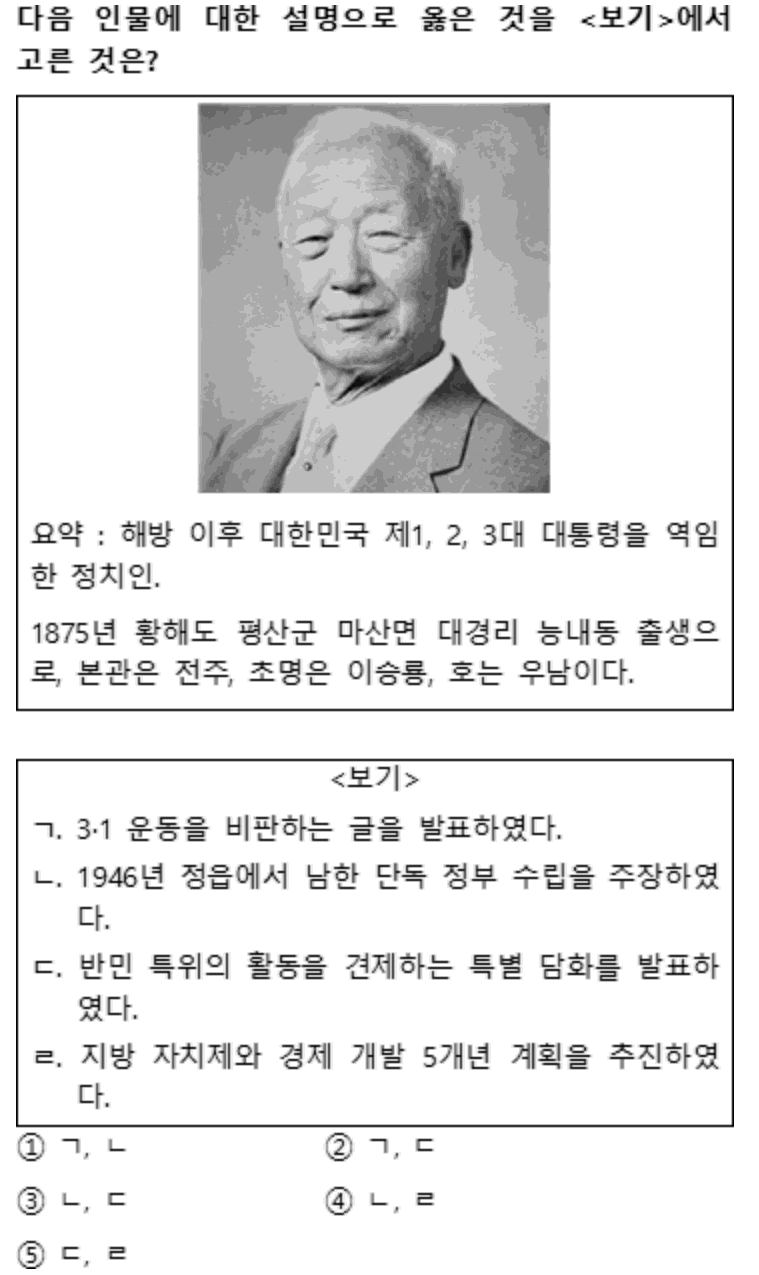 다음 인물에 대한 설명으로 옳은 것을 <보기>에서
고른 것은?
요약 : 해방 이후 대한민국 제1, 2, 3대 대통령을 역임
한 정치인.
1875년 황해도 평산군 마산면 대경리 능내동 출생으
로, 본관은 전주, 초명은 이승룡, 호는 우남이다.
<보기>
ㄱ. 3·1 운동을 비판하는 글을 발표하였다.
ㄴ. 1946년 정읍에서 남한 단독 정부 수립을 주장하였
다.
ㄷ. 반민 특위의 활동을 견제하는 특별 담화를 발표하
였다.
ㄹ. 지방 자치제와 경제 개발 5개년 계획을 추진하였
다.
① ㄱ, ㄴ ② ㄱ, ㄷ
③ ㄴ, ㄷ ④ ㄴ, ㄹ
⑤ ㄷ, ㄹ